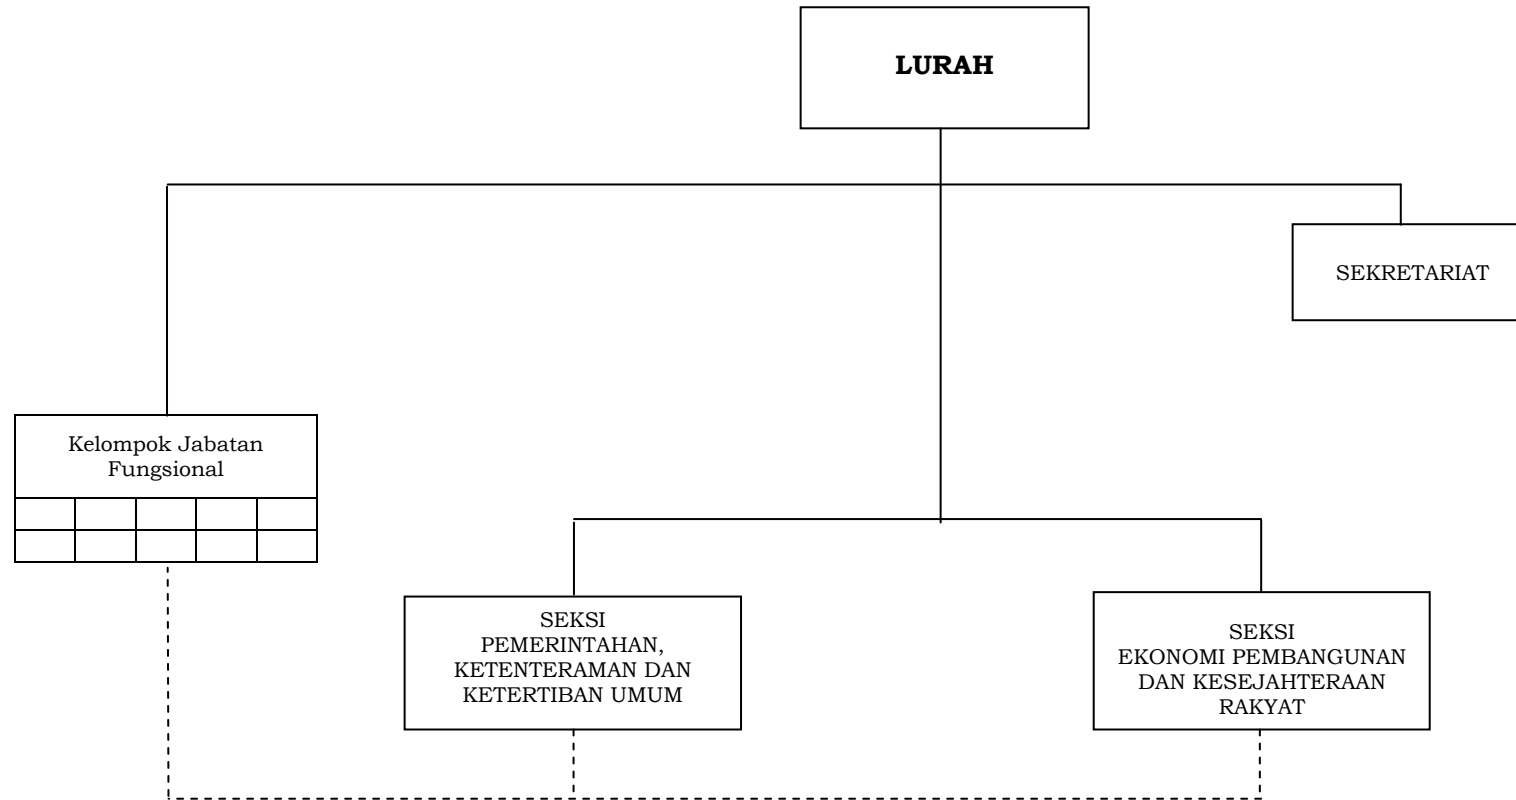 LURAH
SEKRETARIAT
Kelompok Jabatan
Fungsional
SEKSI
PEMERINTAHAN,
KETENTERAMAN DAN
KETERTIBAN UMUM
SEKSI
EKONOMI PEMBANGUNAN
DAN KESEJAHTERAAN
RAKYAT